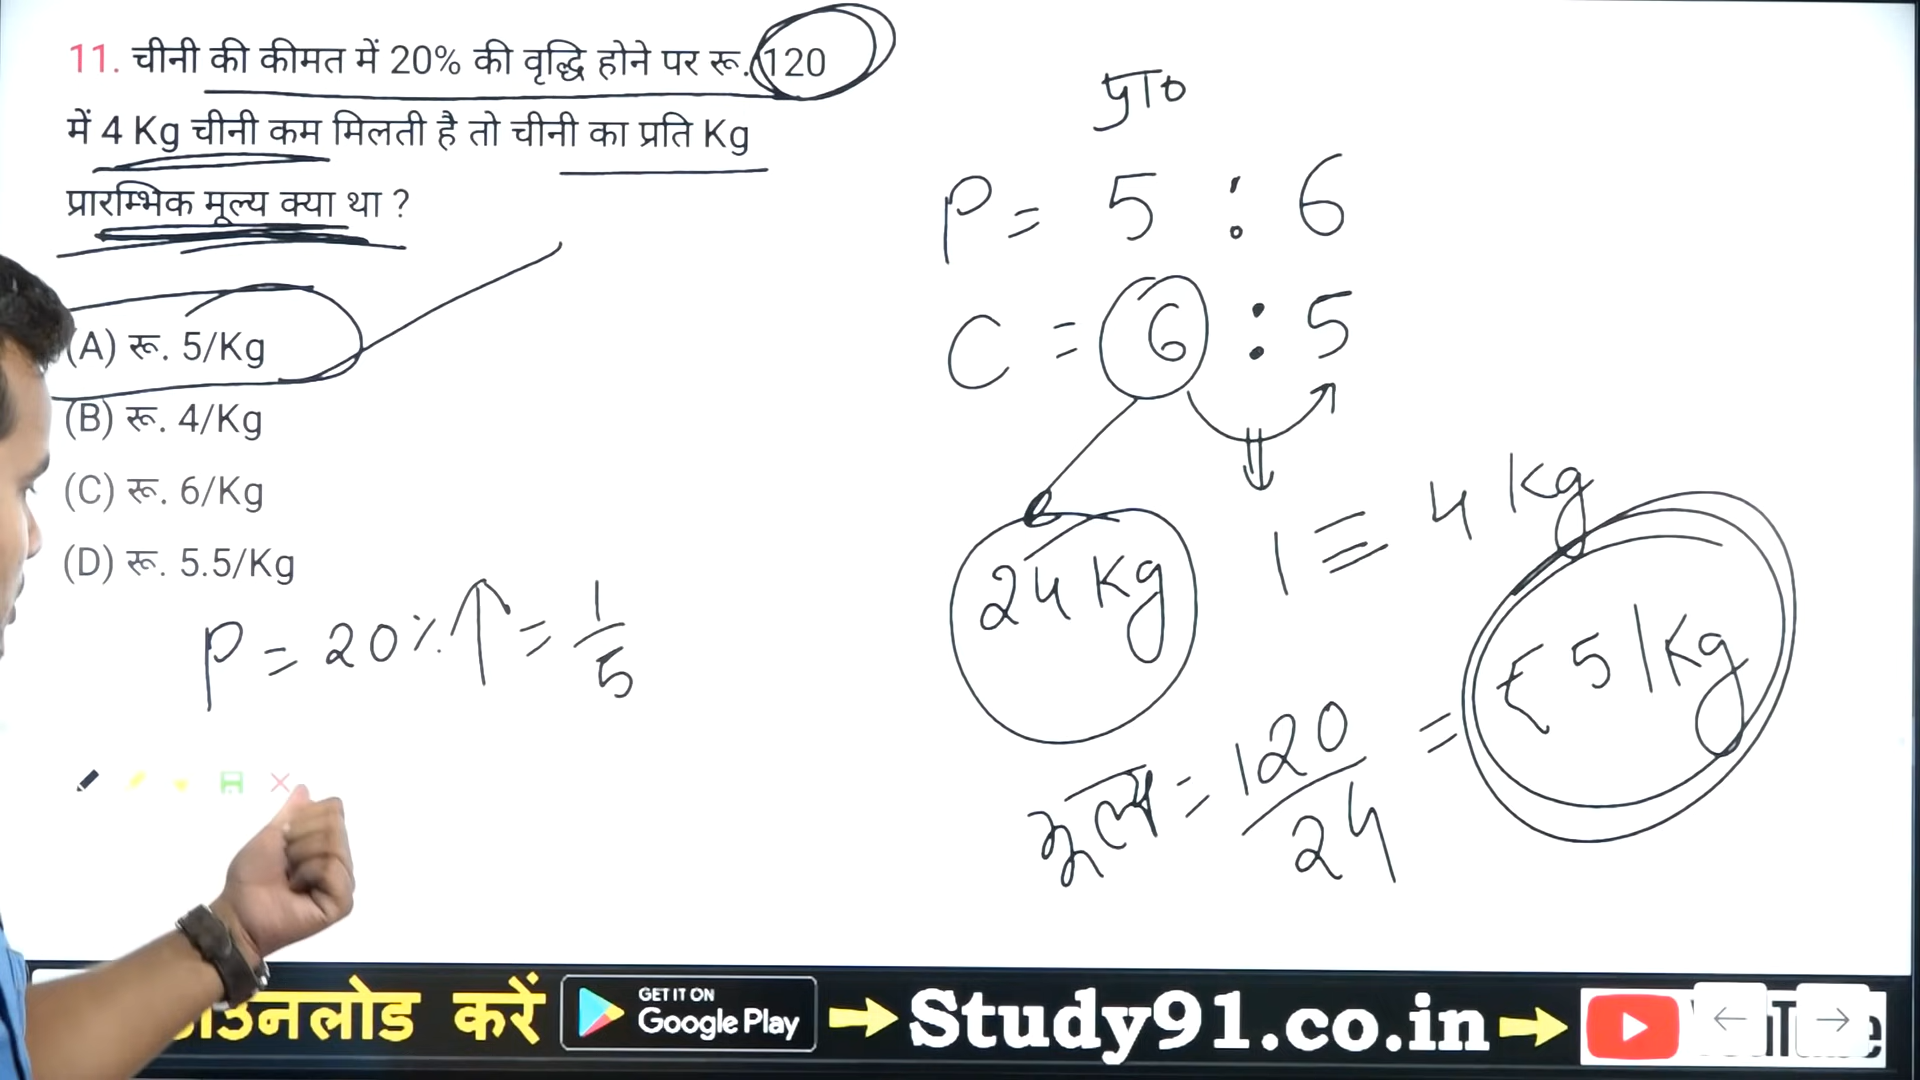 11. चीनी की कीमत में 20% की वृद्धि होने पर रू. 120
में 4 Kg चीनी कम मिलती है तो चीनी का प्रति Kg
प्रारम्भिक मूल्य क्या था ?
(A) रू. 5/Kg
(B) रू. 4/Kg
(C) रू. 6/Kg
(D) रू. 5.5/Kg
P = 20% ↑ = 1/5
प्रा०
P = 5 : 6
C = 6 : 5
1 ≡ 4 Kg
24 Kg
मूल्य = 120/24 = ₹ 5/Kg
करें
GET IT ON
Google Play
Study91.co.in